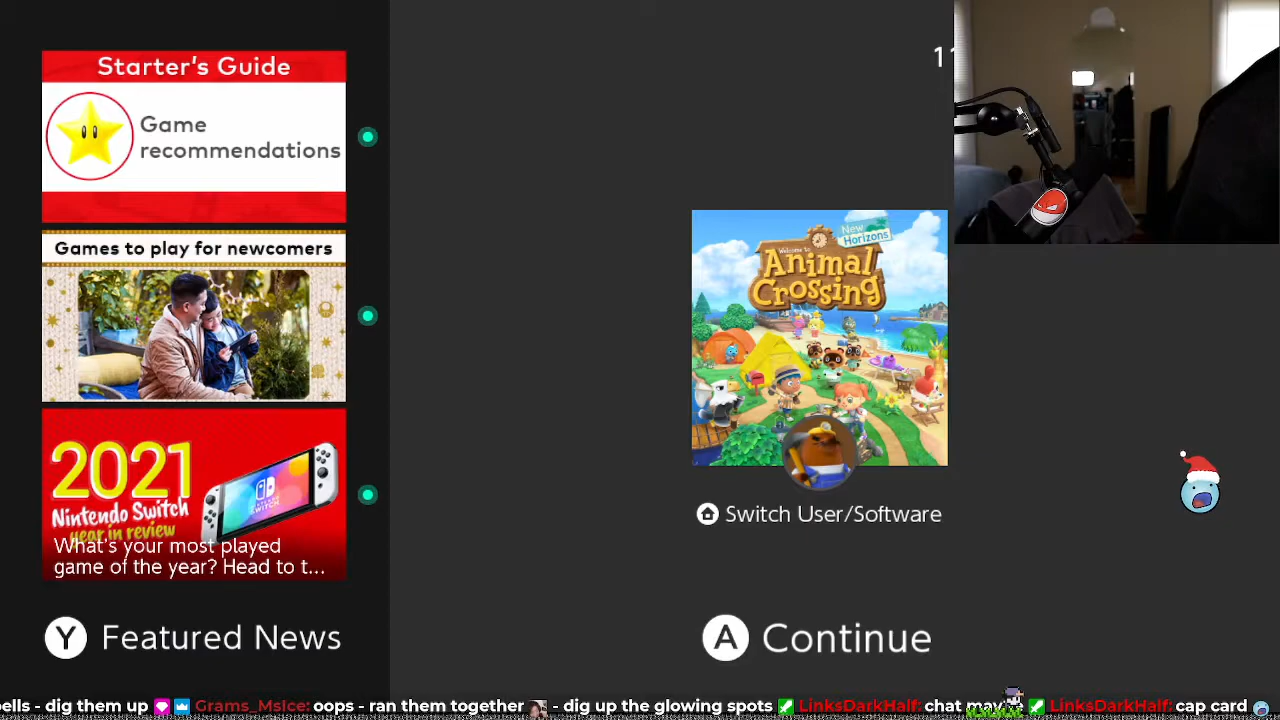 Starter's Guide
Game
recommendations
Games to play for newcomers
2021
Nintendo Switch
year in review
What's your most played
game of the year? Head to t...
Y Featured News
11
New
Horizons
Welcome to
Animal
Crossing
Switch User/Software
A Continue
ells - dig them up Grams_MsIce: oops - ran them together - dig up the glowing spots LinksDarkHalf: chat may LinksDarkHalf: cap card